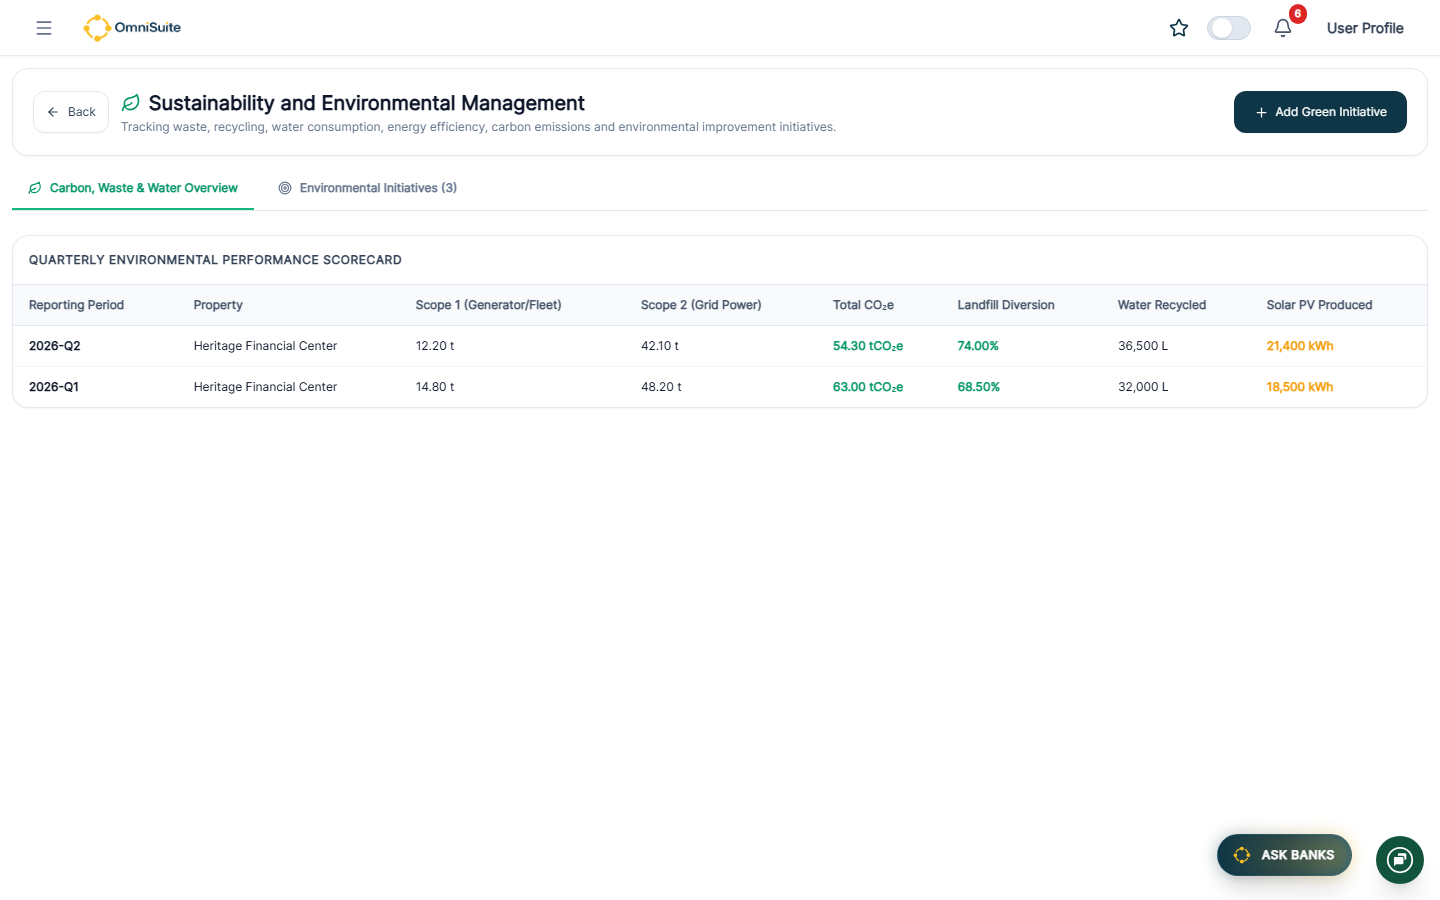 OmniSuite
6
User Profile
Back
Sustainability and Environmental Management
Tracking waste, recycling, water consumption, energy efficiency, carbon emissions and environmental improvement initiatives.
Add Green Initiative
Carbon, Waste & Water Overview
Environmental Initiatives (3)
QUARTERLY ENVIRONMENTAL PERFORMANCE SCORECARD
Reporting Period Property Scope 1 (Generator/Fleet) Scope 2 (Grid Power) Total CO₂e Landfill Diversion Water Recycled Solar PV Produced
2026-Q2 Heritage Financial Center 12.20 t 42.10 t 54.30 tCO₂e 74.00% 36,500 L 21,400 kWh
2026-Q1 Heritage Financial Center 14.80 t 48.20 t 63.00 tCO₂e 68.50% 32,000 L 18,500 kWh
ASK BANKS